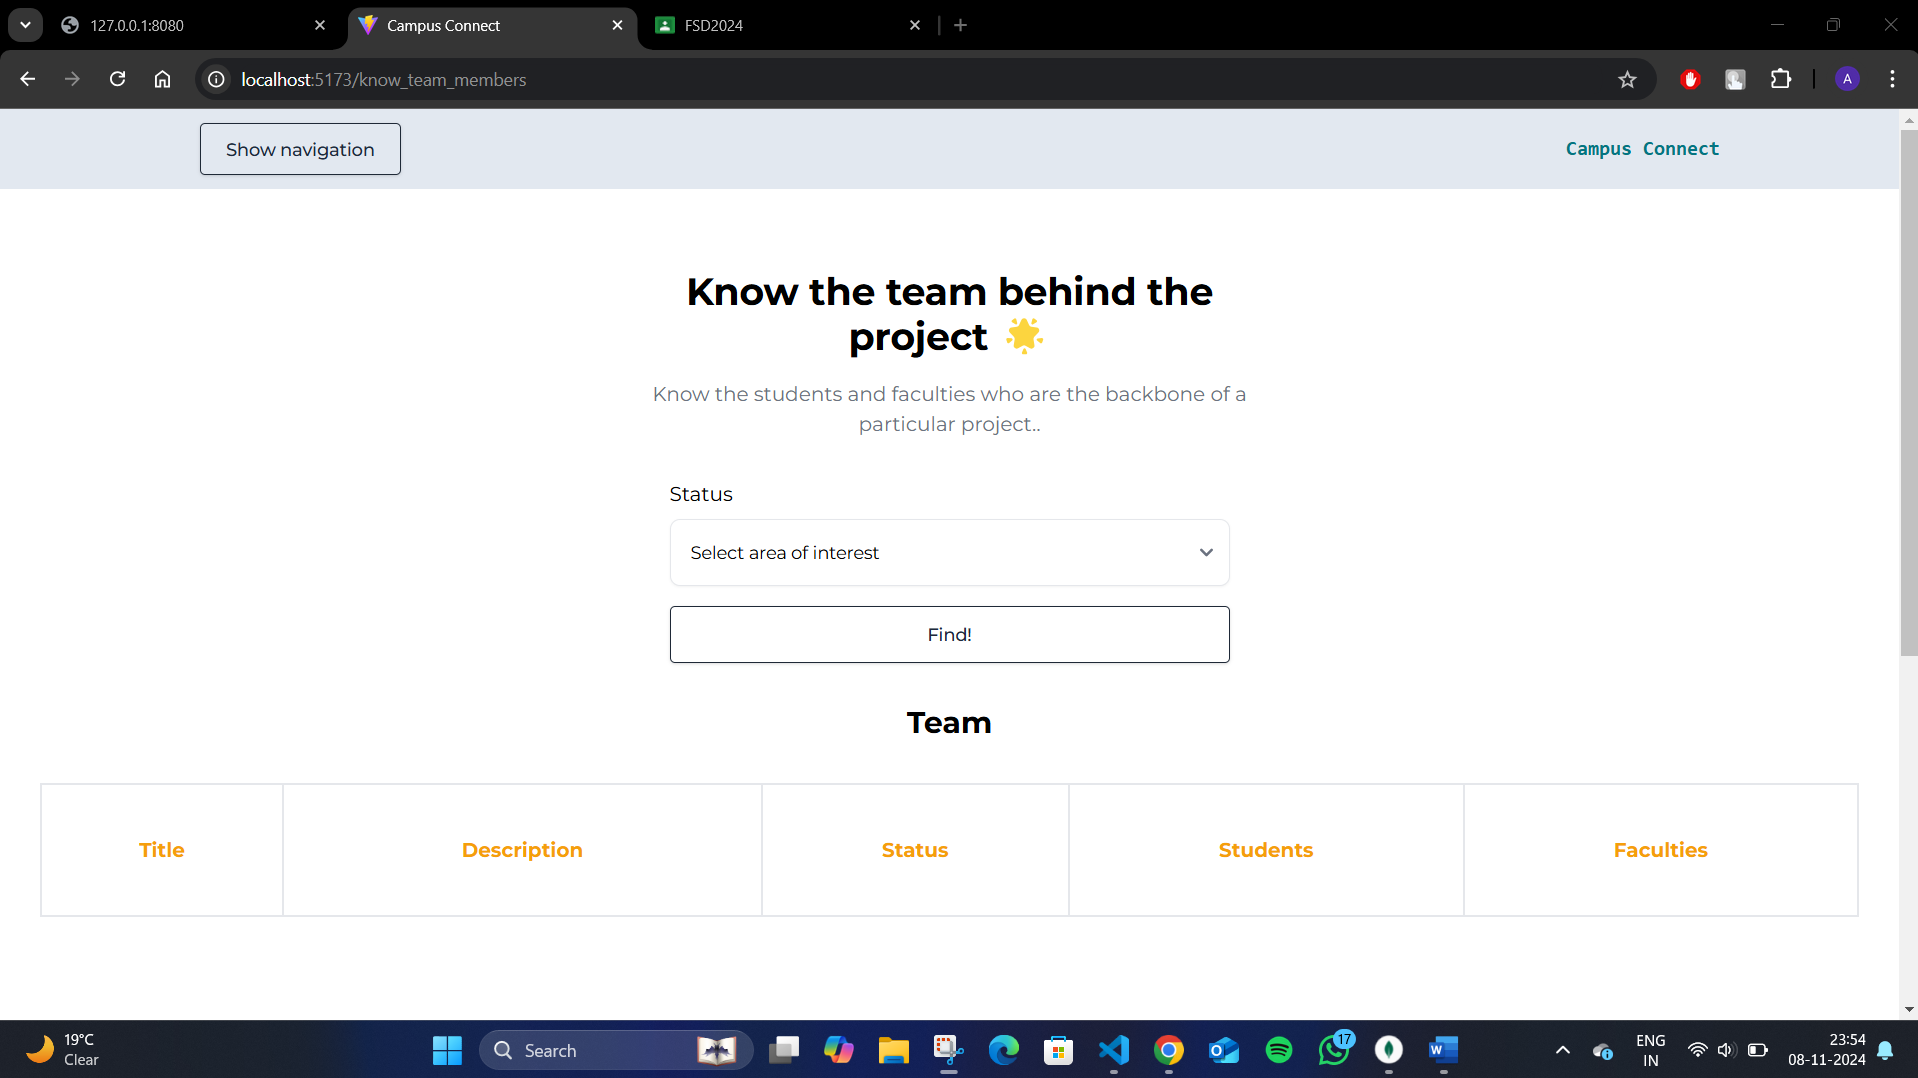 127.0.0.1:8080
Campus Connect
FSD2024
localhost:5173/know_team_members
A
Show navigation
Campus Connect
Know the team behind the
project 🌟
Know the students and faculties who are the backbone of a
particular project..
Status
Select area of interest
Find!
Team
Title
Description
Status
Students
Faculties
19°C
Clear
Search
17
ENG
IN
23:54
08-11-2024